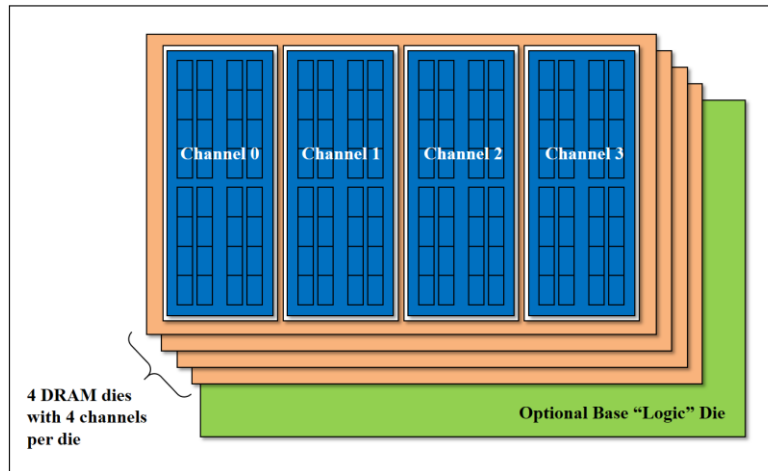 Channel 0
Channel 1
Channel 2
Channel 3
4 DRAM dies
with 4 channels
per die
Optional Base “Logic” Die